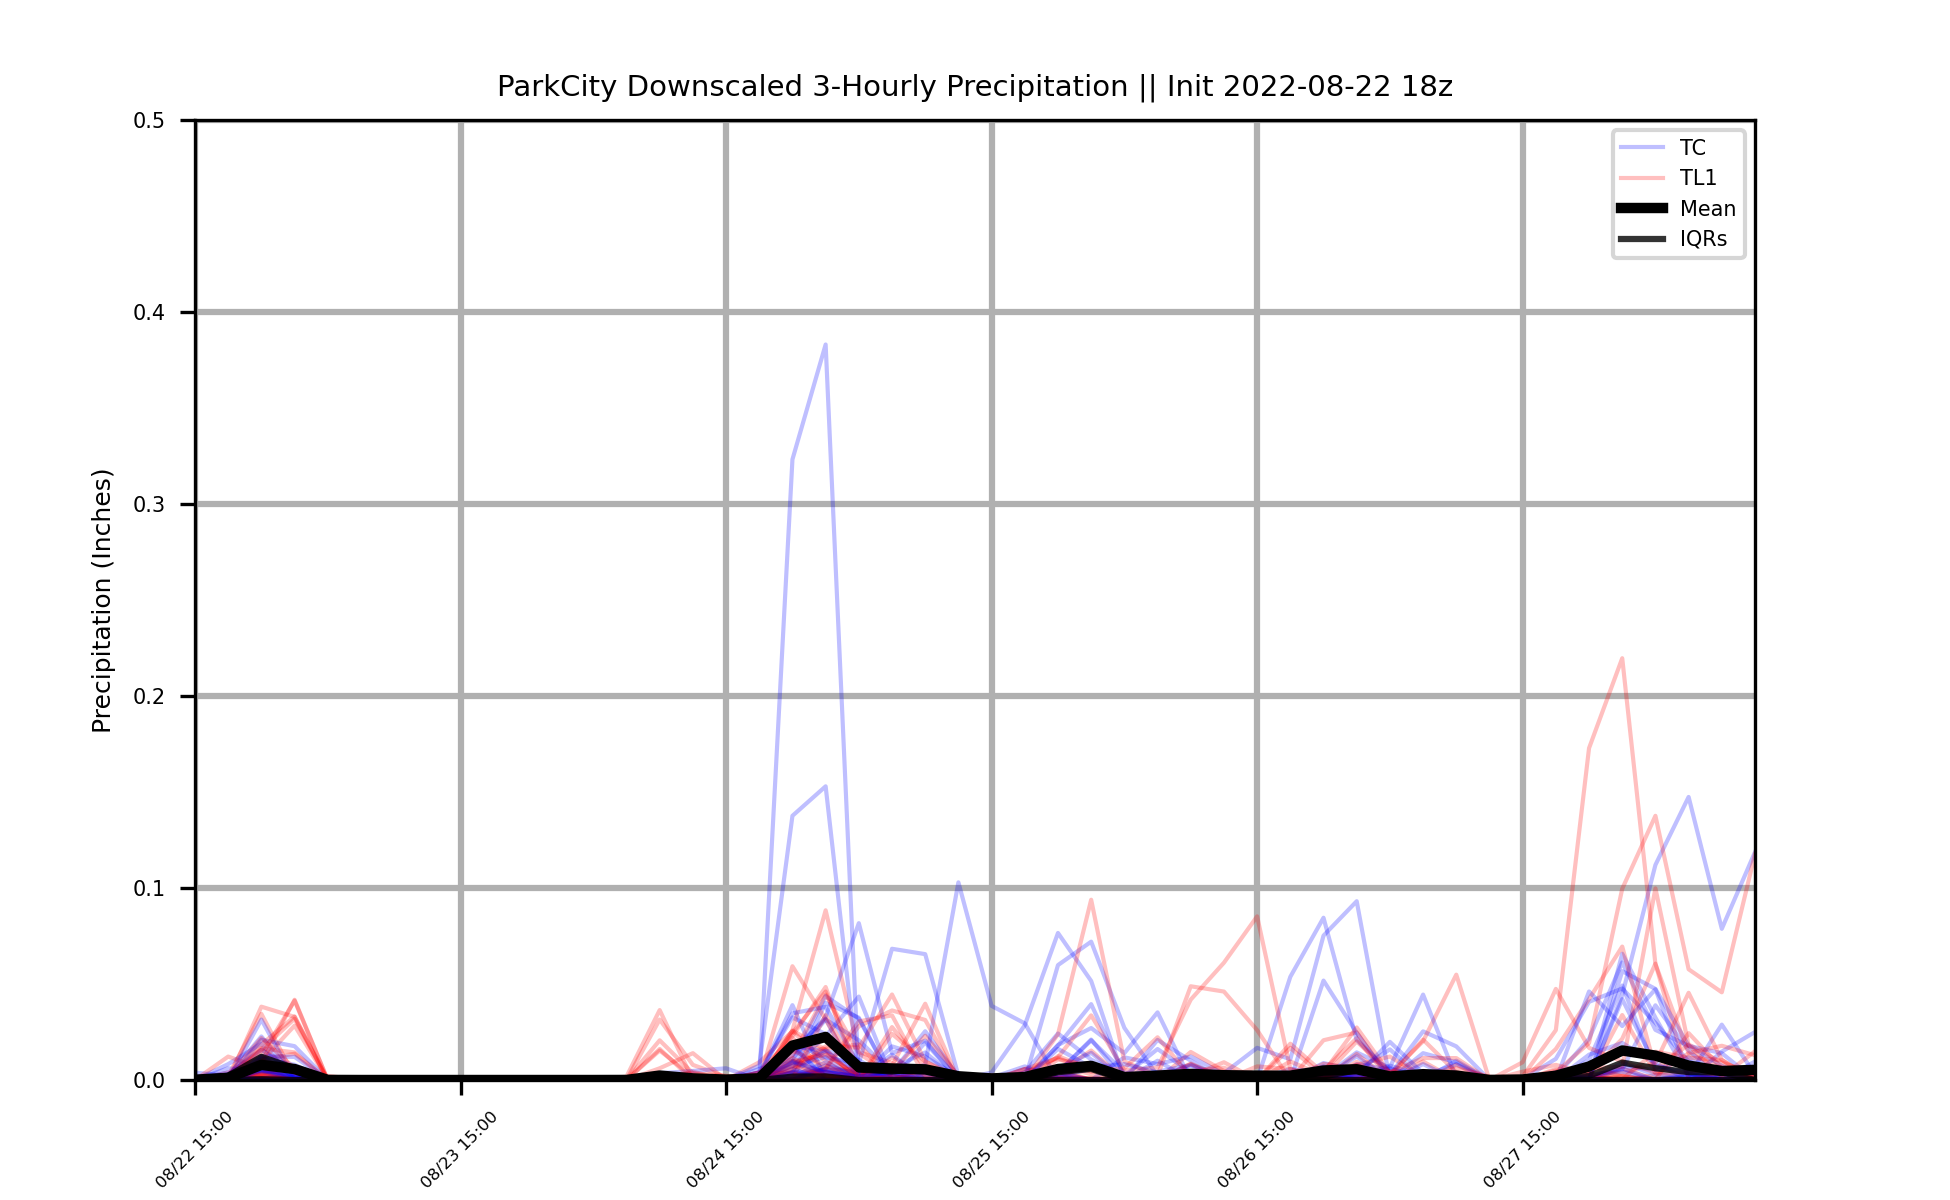 ParkCity Downscaled 3-Hourly Precipitation || Init 2022-08-22 18z
0.5
0.4
0.3
0.2
0.1
0.0
Precipitation (Inches)
TC
TL1
Mean
IQRs
08/22 15:00
08/23 15:00
08/24 15:00
08/25 15:00
08/26 15:00
08/27 15:00